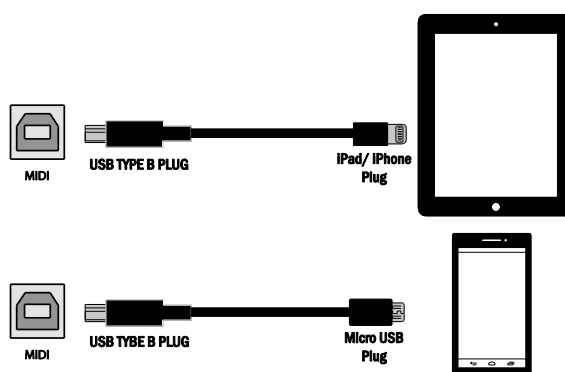 MIDI
USB TYPE B PLUG
iPad/ iPhone
Plug
MIDI
USB TYBE B PLUG
Micro USB
Plug